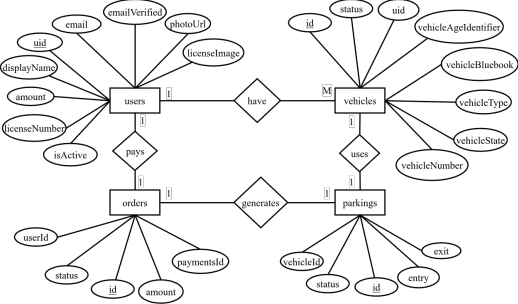 emailVerified
email
photoUrl
uid
licenseImage
displayName
amount
users
licenseNumber
isActive
1
have
M
status
uid
id
vehicleAgeIdentifier
vehicleBluebook
vehicles
vehicleType
vehicleState
vehicleNumber
1
pays
1
1
uses
1
orders
1
generates
1
parkings
userId
status
id
amount
paymentsId
vehicleId
status
id
entry
exit